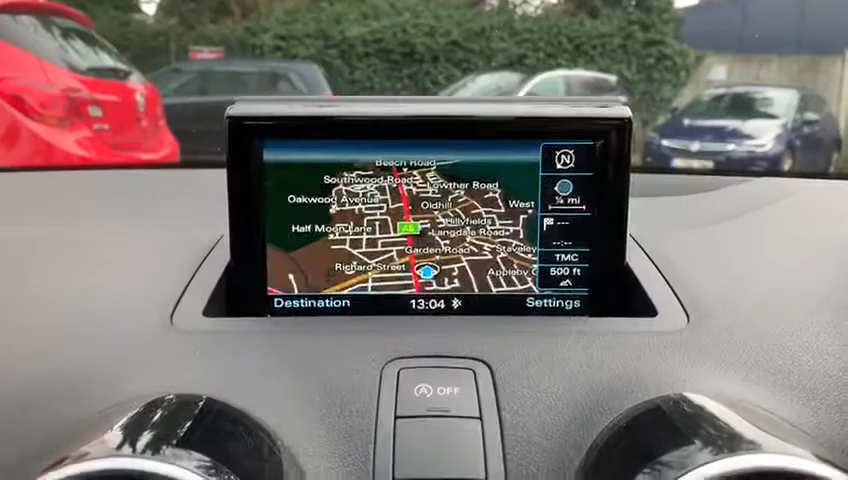 Beech Road
Southwood Road
Lowther Road
Oakwood Avenue
Oldhill
West
Hillyfields
Half Moon Lane
A5
Langdale Road
Garden Road
Staveley
Richard Street
Appleby
N
¼ mi
--:--
--:--
TMC
500 ft
Destination
13:04
Settings
A OFF